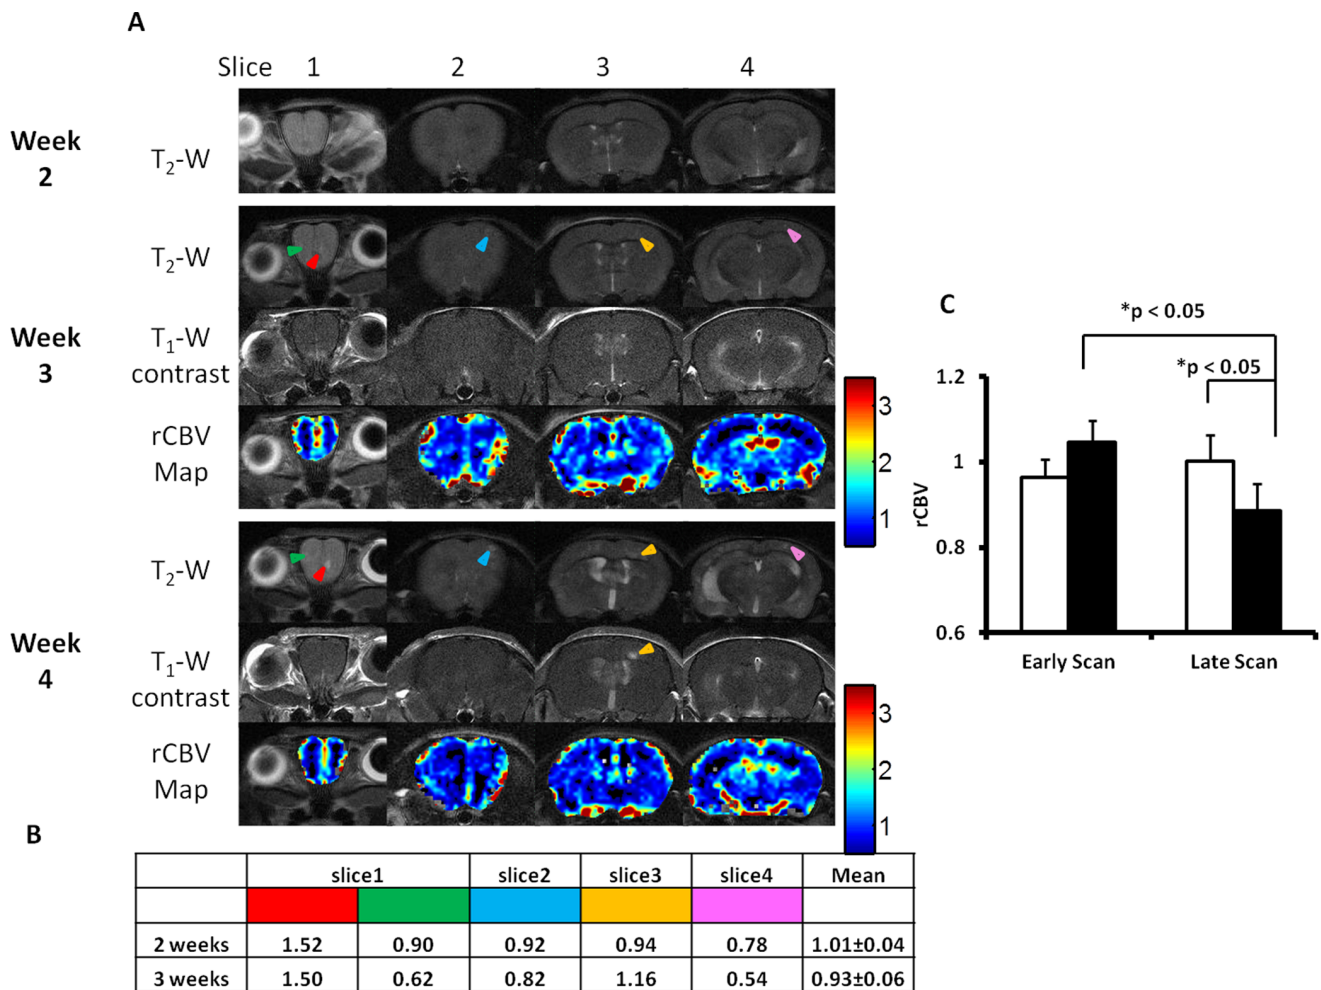 A
Slice 1 2 3 4
Week 2
T2-W
Week 3
T2-W
T1-W contrast
rCBV Map
3
2
1
Week 4
T2-W
T1-W contrast
rCBV Map
3
2
1
B
slice1 slice2 slice3 slice4 Mean
2 weeks 1.52 0.90 0.92 0.94 0.78 1.01±0.04
3 weeks 1.50 0.62 0.82 1.16 0.54 0.93±0.06
C
*p < 0.05
*p < 0.05
rCBV
1.2
1
0.8
0.6
Early Scan Late Scan